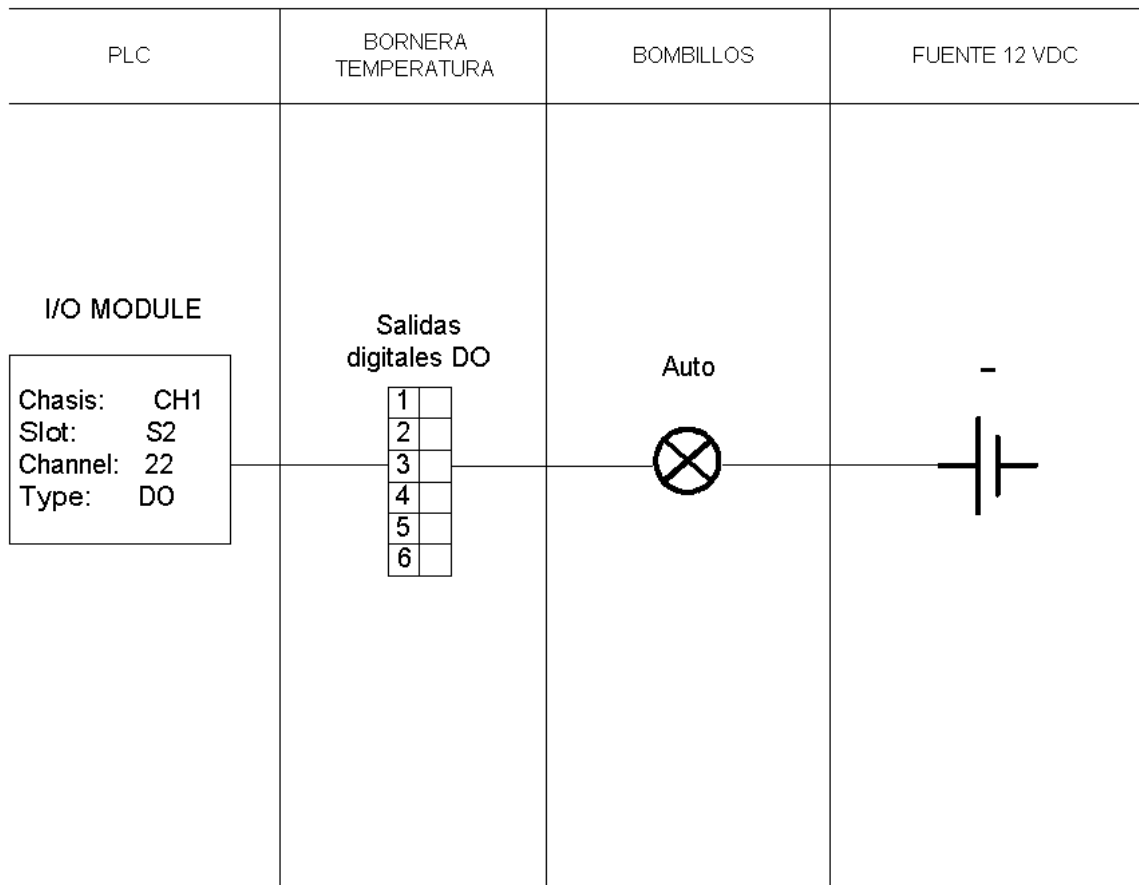 PLC
BORNERA
TEMPERATURA
BOMBILLOS
FUENTE 12 VDC
I/O MODULE
Chasis: CH1
Slot: S2
Channel: 22
Type: DO
Salidas
digitales DO
1
2
3
4
5
6
Auto
-